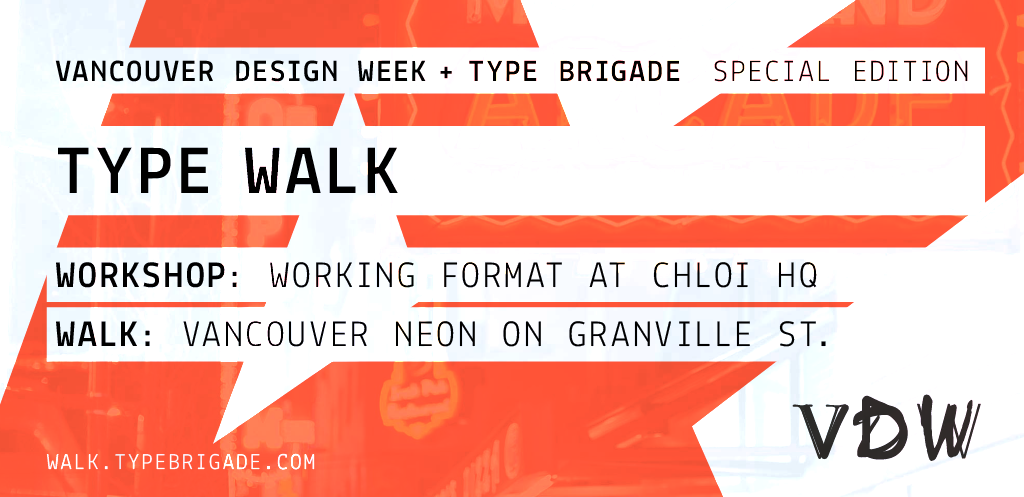 VANCOUVER DESIGN WEEK + TYPE BRIGADE SPECIAL EDITION
TYPE WALK
WORKSHOP: WORKING FORMAT AT CHLOI HQ
WALK: VANCOUVER NEON ON GRANVILLE ST.
WALK.TYPEBRIGADE.COM
VDW